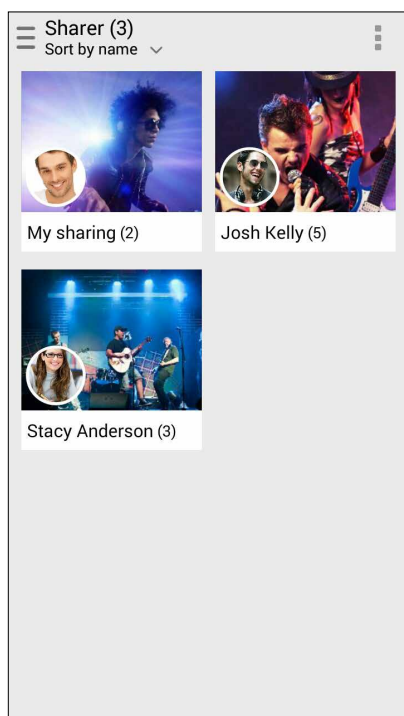 Sharer (3)
Sort by name
My sharing (2)
Josh Kelly (5)
Stacy Anderson (3)